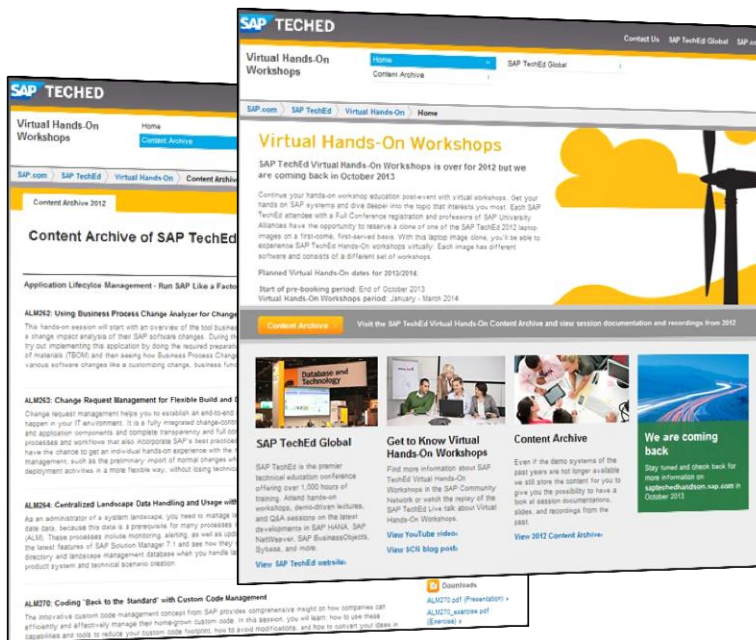 SAP TECHED
Virtual Hands-On
Workshops
Home
Content Archive
SAP.com SAP TechEd Virtual Hands-On Content Archive
Content Archive 2012
Content Archive of SAP TechEd
Application Lifecylce Management - Run SAP Like a Facto
ALM262: Using Business Process Change Analyzer for Change
This hands-on session will start with an overview of the tool business
a change impact analysis of their SAP software changes. During th
try out implementing this application by doing the required preparation
of materials (TBOM) and then seeing how Business Process Change
various software changes like a customizing change, business func
ALM263: Change Request Management for Flexible Build and D
Change request management helps you to establish an end-to-end
happen in your IT environment. It is a fully integrated change-cont
and application components and complete transparency and full con
processes and workflows that also incorporate SAP's best practices
have the chance to get an individual hands-on experience with the
management, such as the preliminary import of normal changes wh
deployment activities in a more flexible way, without losing technic
ALM264: Centralized Landscape Data Handling and Usage with
As an administrator of a system landscape, you need to manage la
date data, because this data is a prerequisite for many processes
(ALM). These processes include monitoring, alerting, as well as upda
the latest features of SAP Solution Manager 7.1 and see how they
directory and landscape management database when you handle la
product system and technical scenario creation.
ALM270: Coding "Back to the Standard" with Custom Code Management
The innovative custom code management concept from SAP provides comprehensive insight on how companies can
efficiently and effectively manage their home-grown custom code. In this session, you will learn: how to use these
capabilities and tools to reduce your custom code footprint, how to avoid modifications, and how to convert your ideas in
Downloads
ALM270.pdf (Presentation) »
ALM270_exercise.pdf
(Exercise) »
SAP TECHED
Contact Us SAP TechEd Global SAP.co
Virtual Hands-On
Workshops
Home
Content Archive
SAP TechEd Global
SAP.com SAP TechEd Virtual Hands-On Home
Virtual Hands-On Workshops
SAP TechEd Virtual Hands-On Workshops is over for 2012 but we
are coming back in October 2013
Continue your hands-on workshop education post-event with virtual workshops. Get your
hands on SAP systems and dive deeper into the topic that interests you most. Each SAP
TechEd attendee with a Full Conference registration and professors of SAP University
Alliances have the opportunity to reserve a clone of one of the SAP TechEd 2012 laptop
images on a first-come, first-served basis. With this laptop image clone, you'll be able to
experience SAP TechEd Hands-On workshops virtually. Each image has different
software and consists of a different set of workshops.
Planned Virtual Hands-On dates for 2013/2014:
Start of pre-booking period: End of October 2013
Virtual Hands-On Workshops period: January - March 2014
Content Archive
Visit the SAP TechEd Virtual Hands-On Content Archive and view session documentation and recordings from 2012
Database and
Technology
SAP TechEd Global
SAP TechEd is the premier
technical education conference
offering over 1,000 hours of
training. Attend hands-on
workshops, demo-driven lectures,
and Q&A sessions on the latest
developments in SAP HANA, SAP
NetWeaver, SAP BusinessObjects,
Sybase, and more.
View SAP TechEd website›
Get to Know Virtual
Hands-On Workshops
Find more information about SAP
TechEd Virtual Hands-On
Workshops in the SAP Community
Network or watch the replay of the
SAP TechEd Live talk about Virtual
Hands-On Workshops.
View YouTube video›
View SCN blog post›
Content Archive
Even if the demo systems of the
past years are not longer available
we still store the content for you to
give you the possibility to have a
look at session documentations,
slides, and recordings from the
past.
View 2012 Content Archive›
We are coming
back
Stay tuned and check back for
more information on
saptechedhandson.sap.com in
October 2013